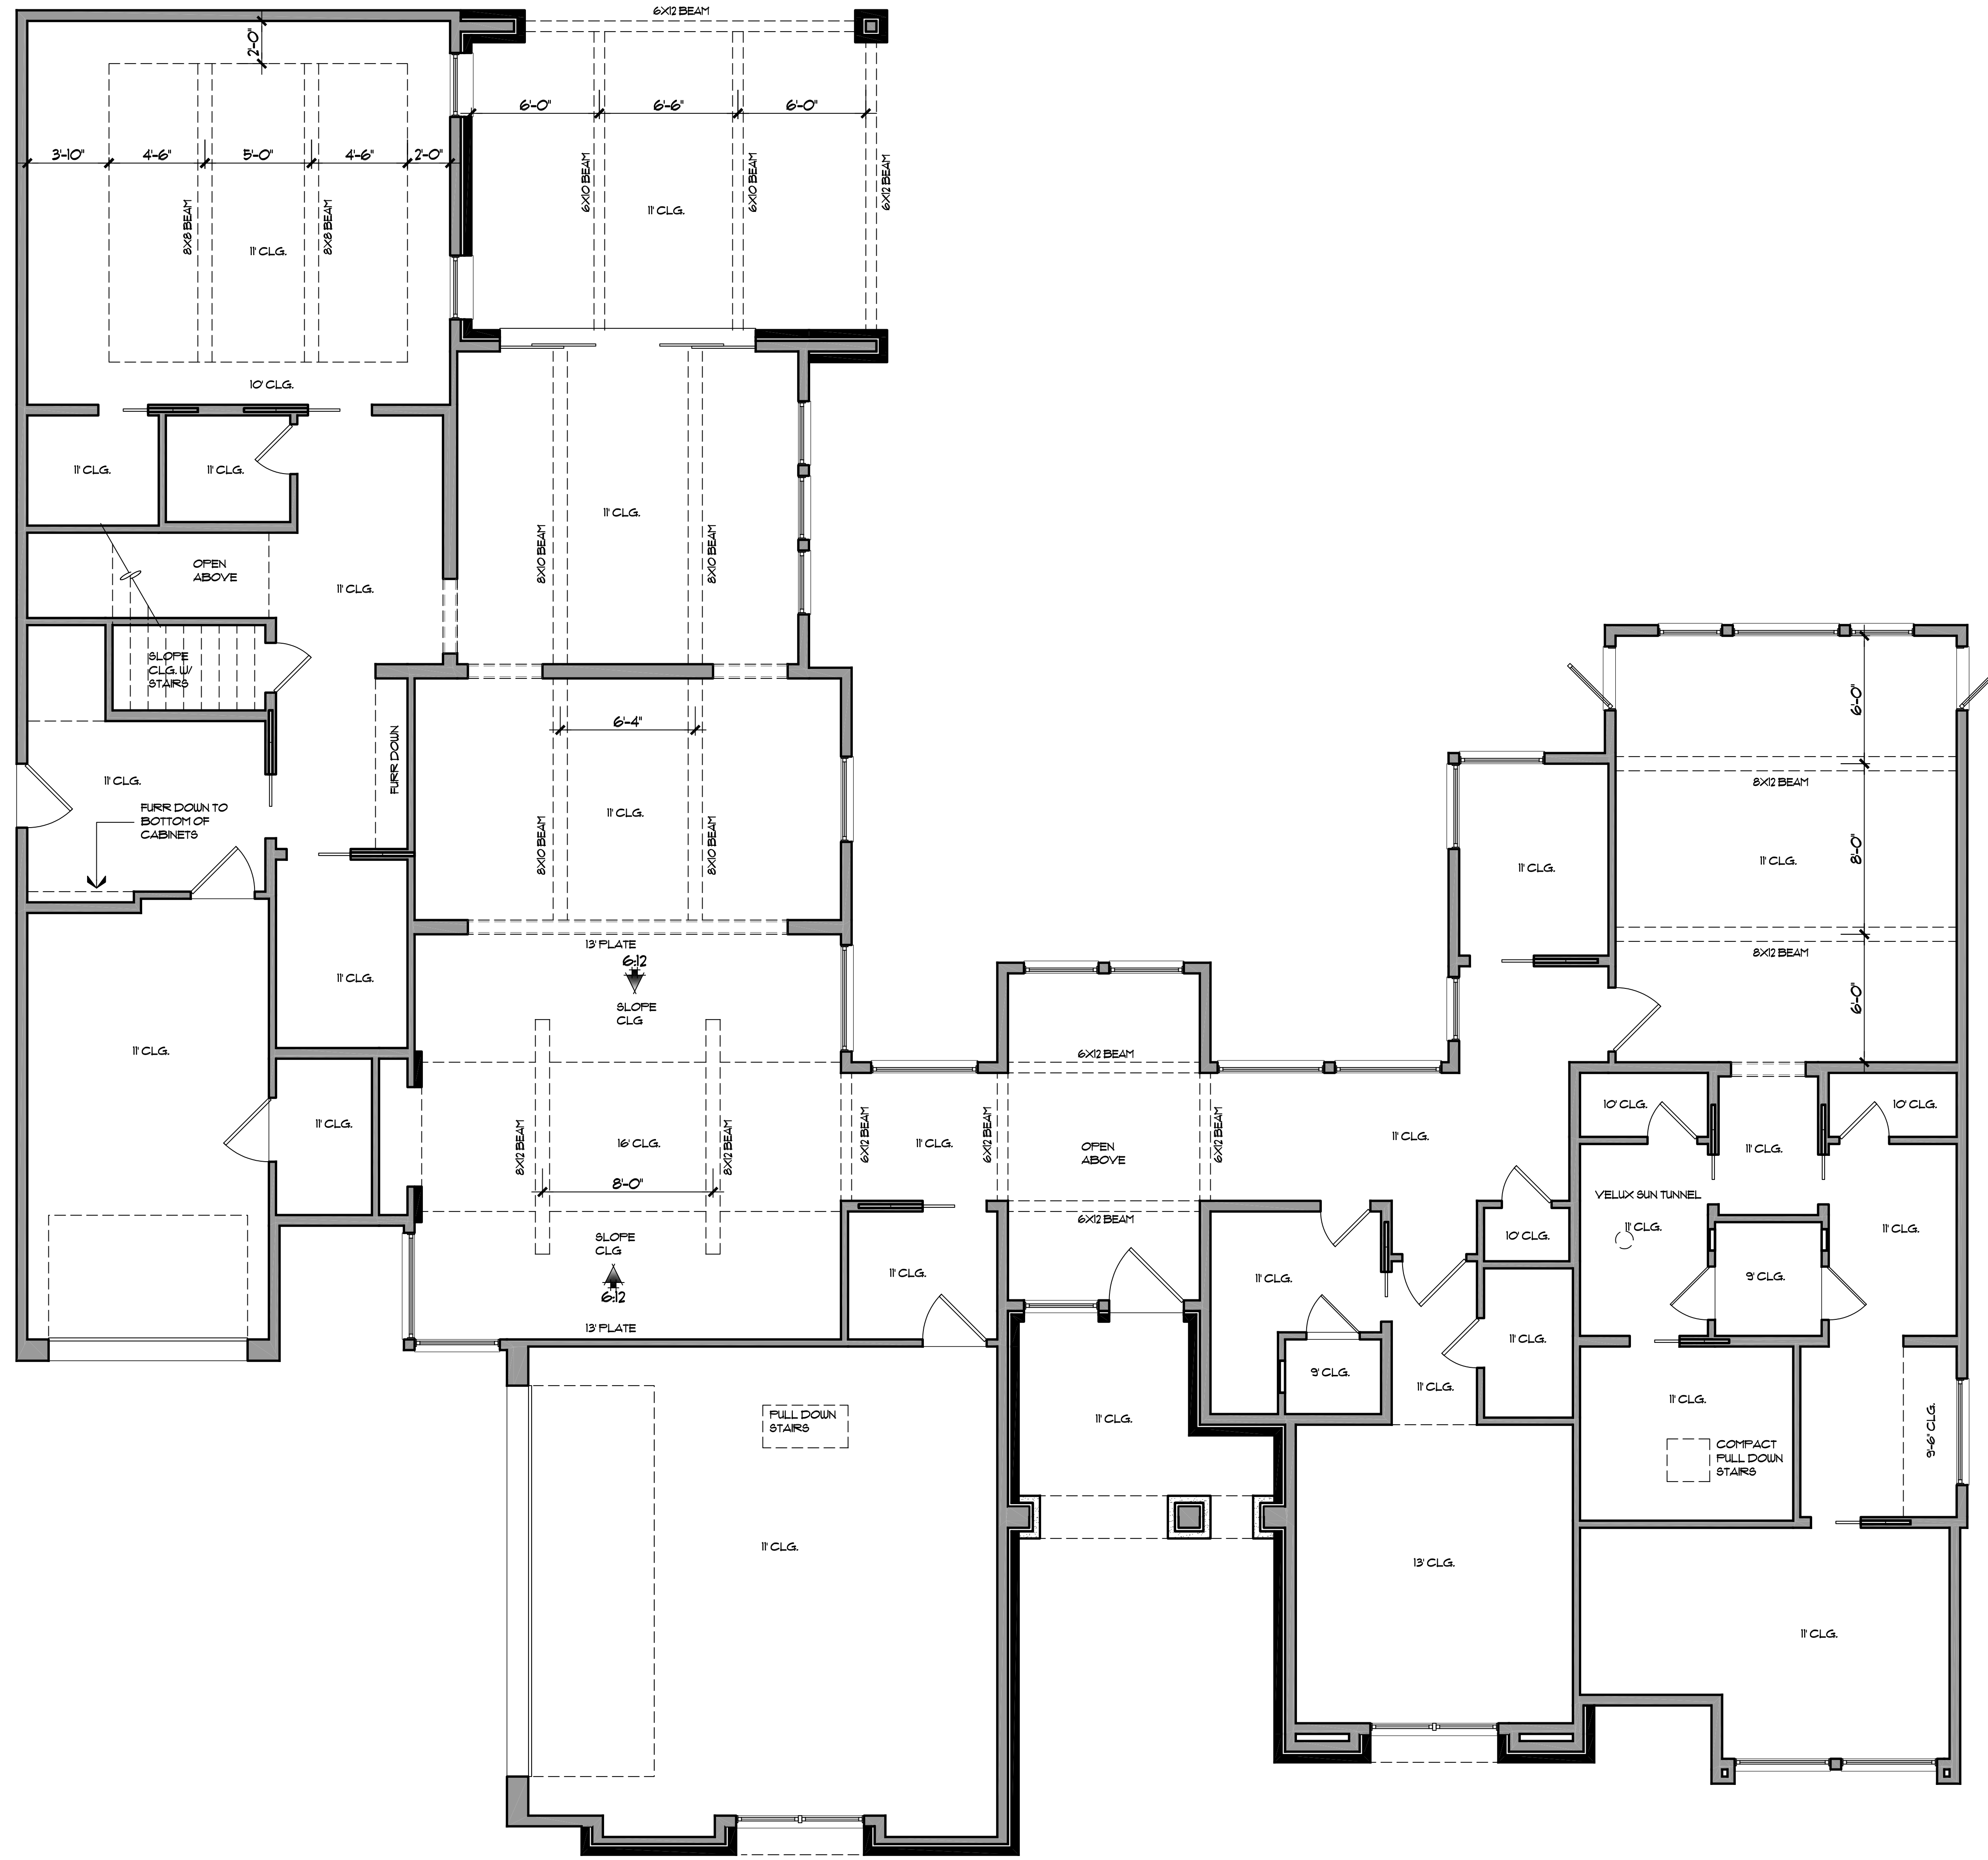 6X12 BEAM
2'-0"
6'-0"
6'-6"
6'-0"
3'-10"
4'-6"
5'-0"
4'-6"
2'-0"
8X8 BEAM
8X8 BEAM
11' CLG.
10' CLG.
6X10 BEAM
6X10 BEAM
6X12 BEAM
11' CLG.
11' CLG.
11' CLG.
11' CLG.
8X10 BEAM
8X10 BEAM
OPEN
ABOVE
11' CLG.
SLOPE
CLG. W/
STAIRS
FURR DOWN
6'-4"
11' CLG.
FURR DOWN TO
BOTTOM OF
CABINETS
11' CLG.
8X10 BEAM
8X10 BEAM
6'-0"
8X12 BEAM
8'-0"
11' CLG.
11' CLG.
8X12 BEAM
6'-0"
13' PLATE
6:12
SLOPE
CLG
11' CLG.
11' CLG.
6X12 BEAM
11' CLG.
8X12 BEAM
16' CLG.
8X12 BEAM
8'-0"
6X12 BEAM
11' CLG.
6X12 BEAM
OPEN
ABOVE
6X12 BEAM
11' CLG.
10' CLG.
10' CLG.
11' CLG.
VELUX SUN TUNNEL
11' CLG.
11' CLG.
6X12 BEAM
10' CLG.
SLOPE
CLG
6:12
13' PLATE
11' CLG.
11' CLG.
9' CLG.
11' CLG.
9' CLG.
11' CLG.
11' CLG.
9'-6" CLG.
PULL DOWN
STAIRS
11' CLG.
COMPACT
PULL DOWN
STAIRS
11' CLG.
13' CLG.
11' CLG.